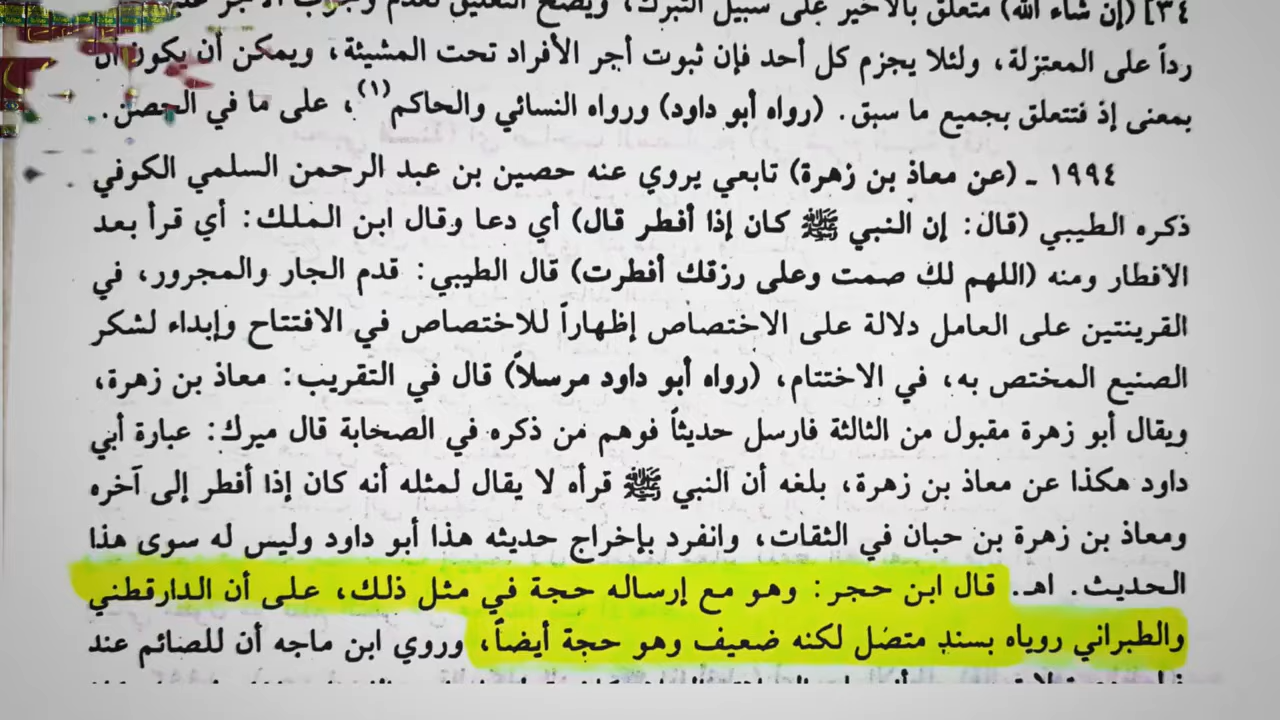 ٣٤] (إن شاء الله) متعلق بالأخير على سبيل التبرك، ويصح التعليق لعدم وجوب الأجر
رداً على المعتزلة، ولئلا يجزم كل أحد فإن ثبوت أجر الأفراد تحت المشيئة، ويمكن أن يكون ان
بمعنى إذ فتتعلق بجميع ما سبق. (رواه أبو داود) ورواه النسائي والحاكم(١)، على ما في الحصن.
١٩٩٤ ـ (عن معاذ بن زهرة) تابعي يروي عنه حصين بن عبد الرحمن السلمي الكوفي
ذكره الطيبي (قال: إن النبي ﷺ كان إذا أفطر قال) أي دعا وقال ابن الملك: أي قرأ بعد
الافطار ومنه (اللهم لك صمت وعلى رزقك أفطرت) قال الطيبي: قدم الجار والمجرور، في
القرينتين على العامل دلالة على الاختصاص إظهاراً للاختصاص في الافتتاح وإبداء لشكر
الصنيع المختص به، في الاختتام، (رواه أبو داود مرسلاً) قال في التقريب: معاذ بن زهرة،
ويقال أبو زهرة مقبول من الثالثة فارسل حديثاً فوهم من ذكره في الصحابة قال ميرك: عبارة أبي
داود هكذا عن معاذ بن زهرة، بلغه أن النبي ﷺ قرأه لا يقال لمثله أنه كان إذا أفطر إلى آخره
ومعاذ بن زهرة بن حبان في الثقات، وانفرد بإخراج حديثه هذا أبو داود وليس له سوى هذا
الحديث. اهـ. قال ابن حجر: وهو مع إرساله حجة في مثل ذلك، على أن الدارقطني
والطبراني روياه بسند متصل لكنه ضعيف وهو حجة أيضاً، وروي ابن ماجه أن للصائم عند